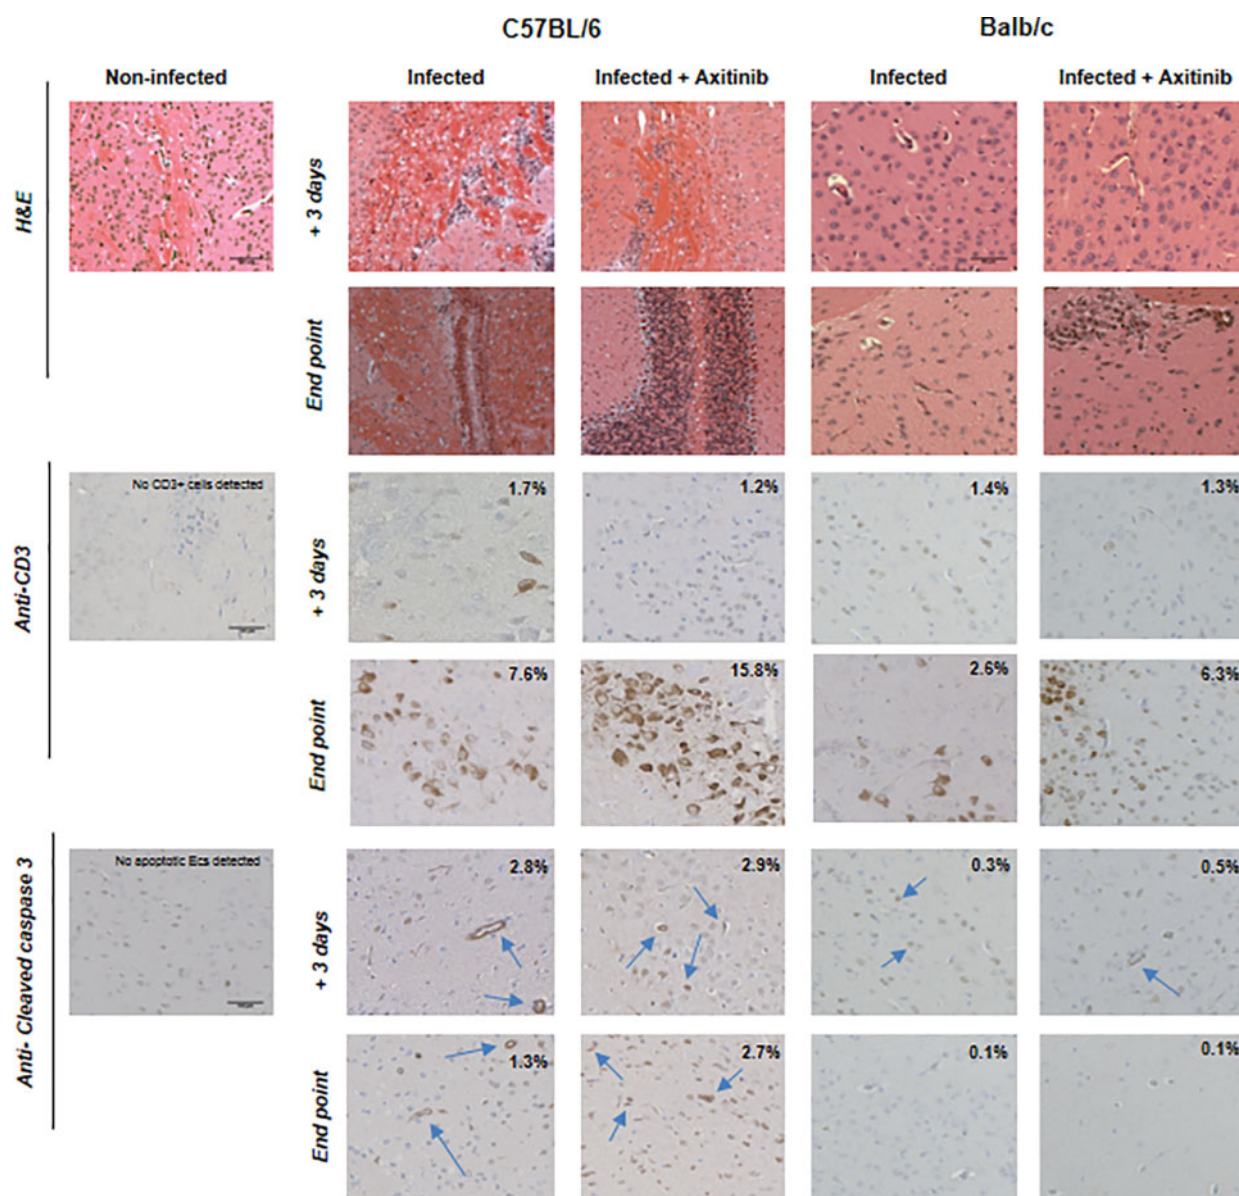 C57BL/6 Balb/c
Non-infected Infected Infected + Axitinib Infected Infected + Axitinib
H&E
+ 3 days
End point
Anti-CD3
No CD3+ cells detected
+ 3 days
1.7% 1.2% 1.4% 1.3%
End point
7.6% 15.8% 2.6% 6.3%
Anti- Cleaved caspase 3
No apoptotic Ecs detected
+ 3 days
2.8% 2.9% 0.3% 0.5%
End point
1.3% 2.7% 0.1% 0.1%